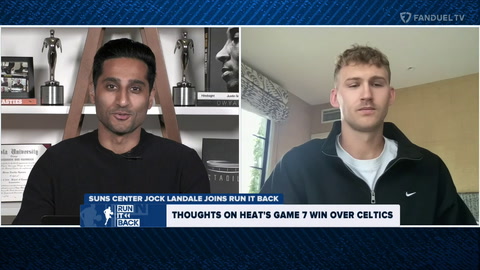 FANDUEL TV
SUNS CENTER JOCK LANDALE JOINS RUN IT BACK
RUN
IT
BACK
THOUGHTS ON HEAT'S GAME 7 WIN OVER CELTICS